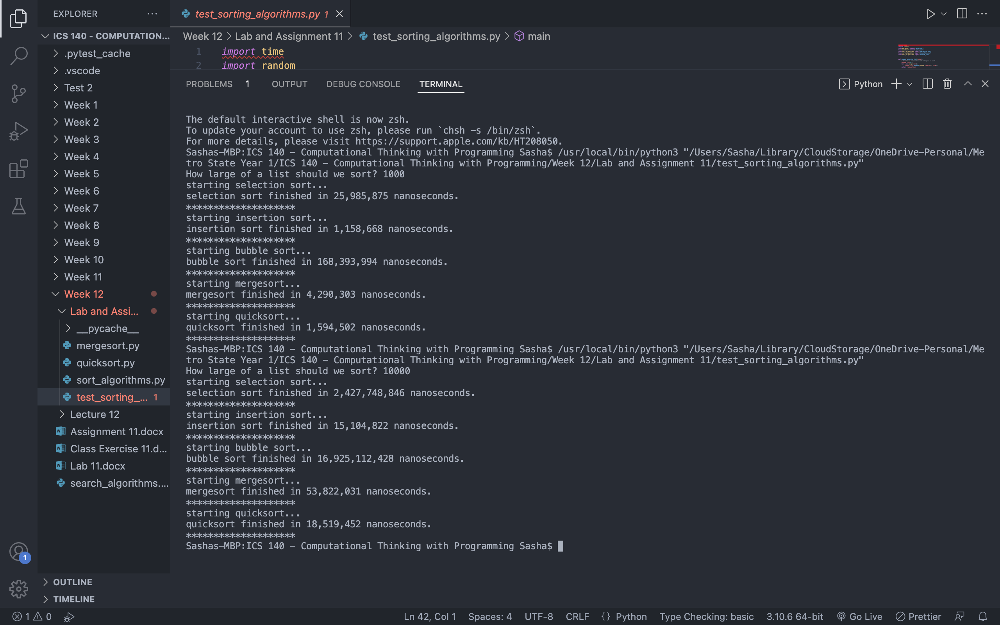 EXPLORER
ICS 140 - COMPUTATION...
.pytest_cache
.vscode
Test 2
Week 1
Week 2
Week 3
Week 4
Week 5
Week 6
Week 7
Week 8
Week 9
Week 10
Week 11
Week 12
Lab and Assi...
__pycache__
mergesort.py
quicksort.py
sort_algorithms.py
test_sorting_... 1
Lecture 12
Assignment 11.docx
Class Exercise 11.d...
Lab 11.docx
search_algorithms....
OUTLINE
TIMELINE
1
test_sorting_algorithms.py 1
Week 12 > Lab and Assignment 11 > test_sorting_algorithms.py > main
1 import time
2 import random
PROBLEMS 1 OUTPUT DEBUG CONSOLE TERMINAL
Python
The default interactive shell is now zsh.
To update your account to use zsh, please run `chsh -s /bin/zsh`.
For more details, please visit https://support.apple.com/kb/HT208050.
Sashas-MBP:ICS 140 - Computational Thinking with Programming Sasha$ /usr/local/bin/python3 "/Users/Sasha/Library/CloudStorage/OneDrive-Personal/Me
tro State Year 1/ICS 140 - Computational Thinking with Programming/Week 12/Lab and Assignment 11/test_sorting_algorithms.py"
How large of a list should we sort? 1000
starting selection sort...
selection sort finished in 25,985,875 nanoseconds.
********************
starting insertion sort...
insertion sort finished in 1,158,668 nanoseconds.
********************
starting bubble sort...
bubble sort finished in 168,393,994 nanoseconds.
********************
starting mergesort...
mergesort finished in 4,290,303 nanoseconds.
********************
starting quicksort...
quicksort finished in 1,594,502 nanoseconds.
********************
Sashas-MBP:ICS 140 - Computational Thinking with Programming Sasha$ /usr/local/bin/python3 "/Users/Sasha/Library/CloudStorage/OneDrive-Personal/Me
tro State Year 1/ICS 140 - Computational Thinking with Programming/Week 12/Lab and Assignment 11/test_sorting_algorithms.py"
How large of a list should we sort? 10000
starting selection sort...
selection sort finished in 2,427,748,846 nanoseconds.
********************
starting insertion sort...
insertion sort finished in 15,104,822 nanoseconds.
********************
starting bubble sort...
bubble sort finished in 16,925,112,428 nanoseconds.
********************
starting mergesort...
mergesort finished in 53,822,031 nanoseconds.
********************
starting quicksort...
quicksort finished in 18,519,452 nanoseconds.
********************
Sashas-MBP:ICS 140 - Computational Thinking with Programming Sasha$
1 0 Ln 42, Col 1 Spaces: 4 UTF-8 CRLF {} Python Type Checking: basic 3.10.6 64-bit Go Live Prettier